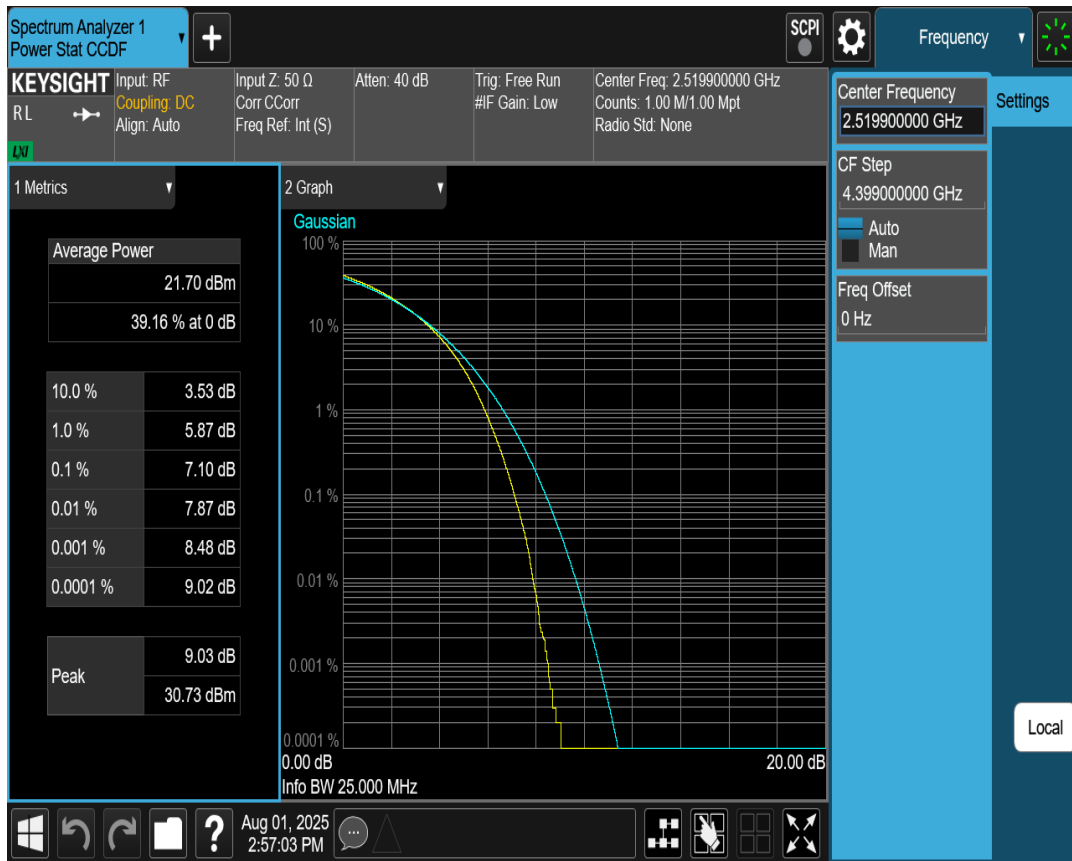 Spectrum Analyzer 1
Power Stat CCDF
+
SCPI
Frequency
KEYSIGHT
RL
LXI
Input: RF
Coupling: DC
Align: Auto
Input Z: 50 Ω
Corr CCorr
Freq Ref: Int (S)
Atten: 40 dB
Trig: Free Run
#IF Gain: Low
Center Freq: 2.519900000 GHz
Counts: 1.00 M/1.00 Mpt
Radio Std: None
Center Frequency
2.519900000 GHz
Settings
CF Step
4.399000000 GHz
Auto
Man
Freq Offset
0 Hz
1 Metrics
Average Power
21.70 dBm
39.16 % at 0 dB
10.0 % 3.53 dB
1.0 % 5.87 dB
0.1 % 7.10 dB
0.01 % 7.87 dB
0.001 % 8.48 dB
0.0001 % 9.02 dB
Peak
9.03 dB
30.73 dBm
2 Graph
Gaussian
100 %
10 %
1 %
0.1 %
0.01 %
0.001 %
0.0001 %
0.00 dB 20.00 dB
Info BW 25.000 MHz
Local
?
Aug 01, 2025
2:57:03 PM